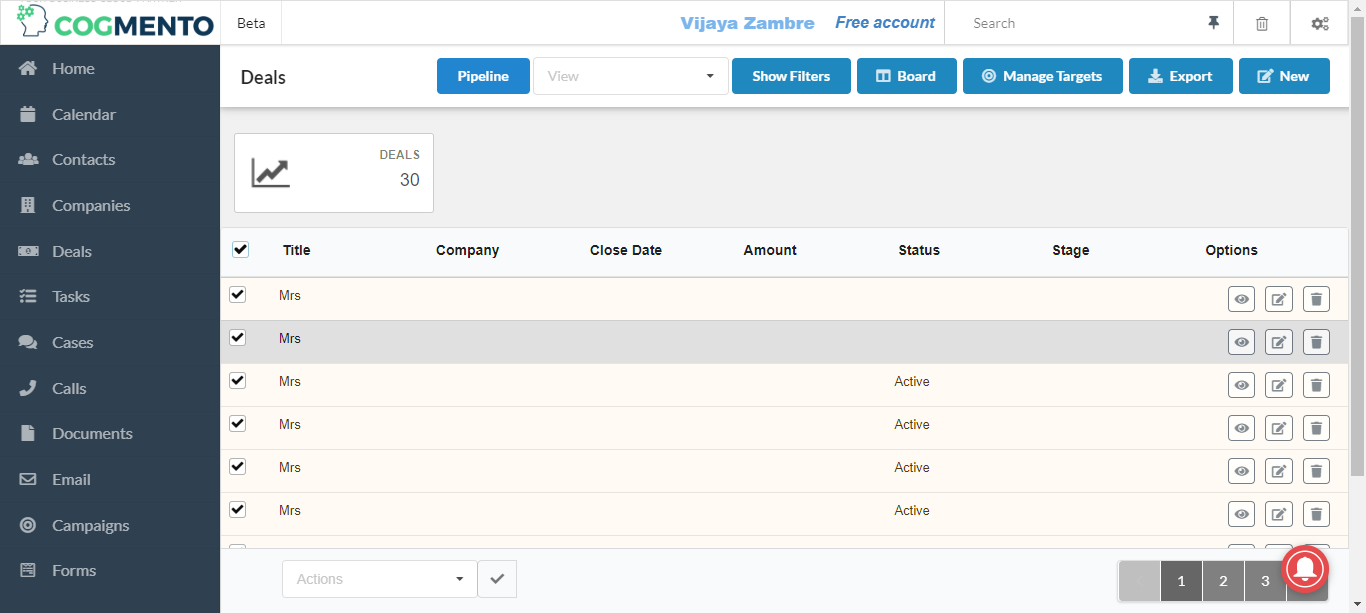 COGMENTO
Beta
Vijaya Zambre
Free account
Search
Home
Calendar
Contacts
Companies
Deals
Tasks
Cases
Calls
Documents
Email
Campaigns
Forms
Deals
Pipeline
View
Show Filters
Board
Manage Targets
Export
New
DEALS
30
Title Company Close Date Amount Status Stage Options
Mrs
Mrs
Mrs Active
Mrs Active
Mrs Active
Mrs Active
Actions
1 2 3